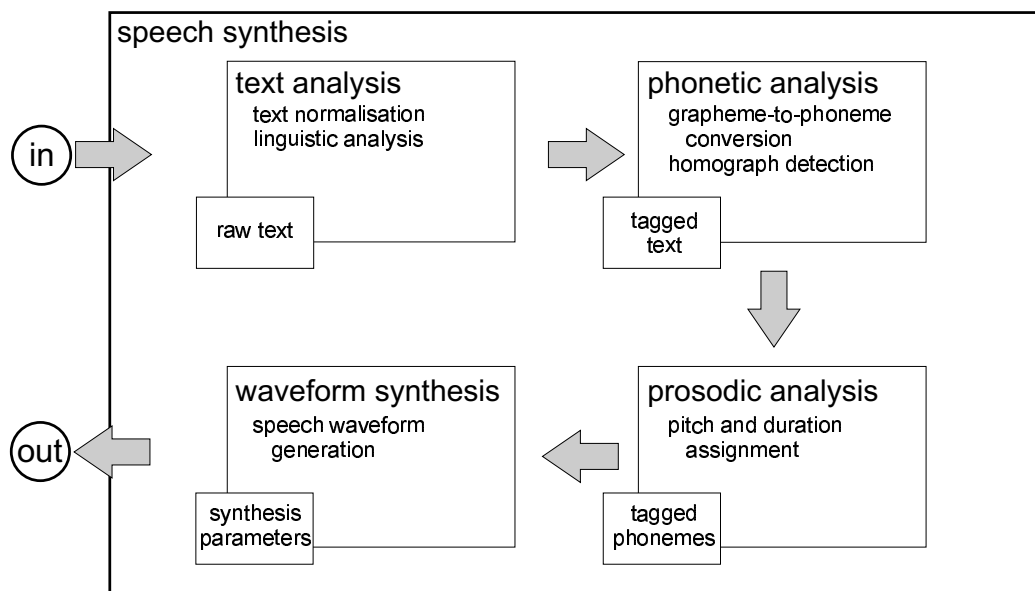 speech synthesis
in
text analysis
text normalisation
linguistic analysis
raw text
phonetic analysis
grapheme-to-phoneme
conversion
homograph detection
tagged
text
prosodic analysis
pitch and duration
assignment
tagged
phonemes
waveform synthesis
speech waveform
generation
synthesis
parameters
out